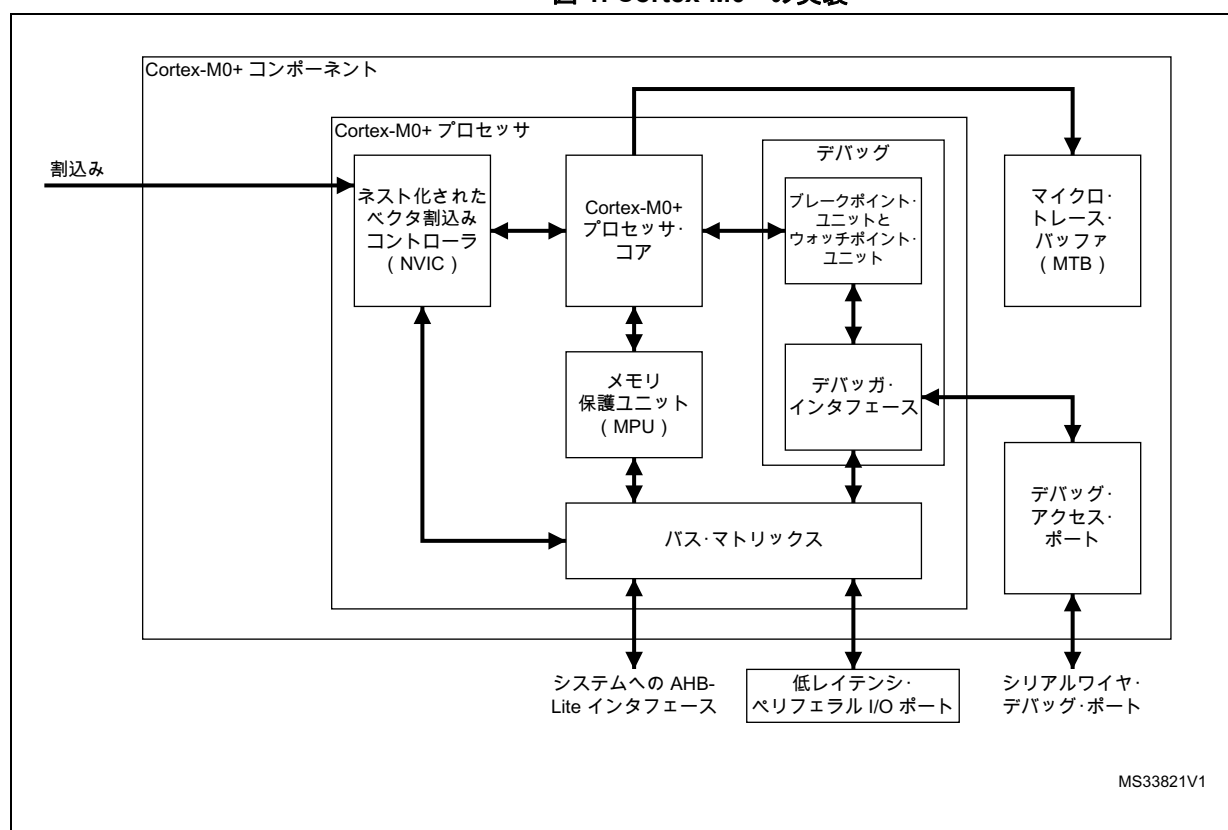 Cortex-M0+ コンポーネント
Cortex-M0+ プロセッサ
割込み
ネスト化された
ベクタ割込み
コントローラ
( NVIC )
Cortex-M0+
プロセッサ·
コア
デバッグ
ブレークポイント·
ユニットと
ウォッチポイント·
ユニット
マイクロ·
トレース·
バッファ
( MTB )
メモリ
保護ユニット
( MPU )
デバッガ·
インタフェース
デバッグ·
アクセス·
ポート
バス·マトリックス
システムへの AHB-
Lite インタフェース
低レイテンシ·
ペリフェラル I/O ポート
シリアルワイヤ·
デバッグ·ポート
MS33821V1